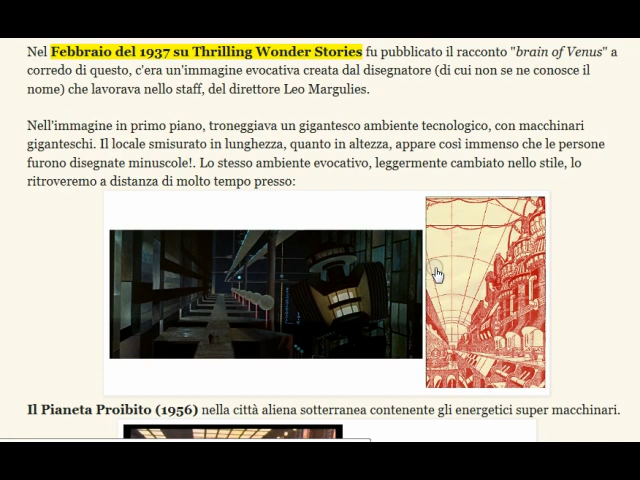 Nel Febbraio del 1937 su Thrilling Wonder Stories fu pubblicato il racconto "brain of Venus" a
corredo di questo, c'era un'immagine evocativa creata dal disegnatore (di cui non se ne conosce il
nome) che lavorava nello staff, del direttore Leo Margulies.
Nell'immagine in primo piano, troneggiava un gigantesco ambiente tecnologico, con macchinari
giganteschi. Il locale smisurato in lunghezza, quanto in altezza, appare così immenso che le persone
furono disegnate minuscole!. Lo stesso ambiente evocativo, leggermente cambiato nello stile, lo
ritroveremo a distanza di molto tempo presso:
Il Pianeta Proibito (1956) nella città aliena sotterranea contenente gli energetici super macchinari.